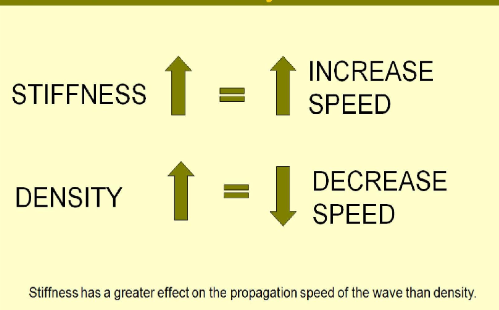 STIFFNESS = INCREASE
SPEED
DENSITY = DECREASE
SPEED
Stiffness has a greater effect on the propagation speed of the wave than density.